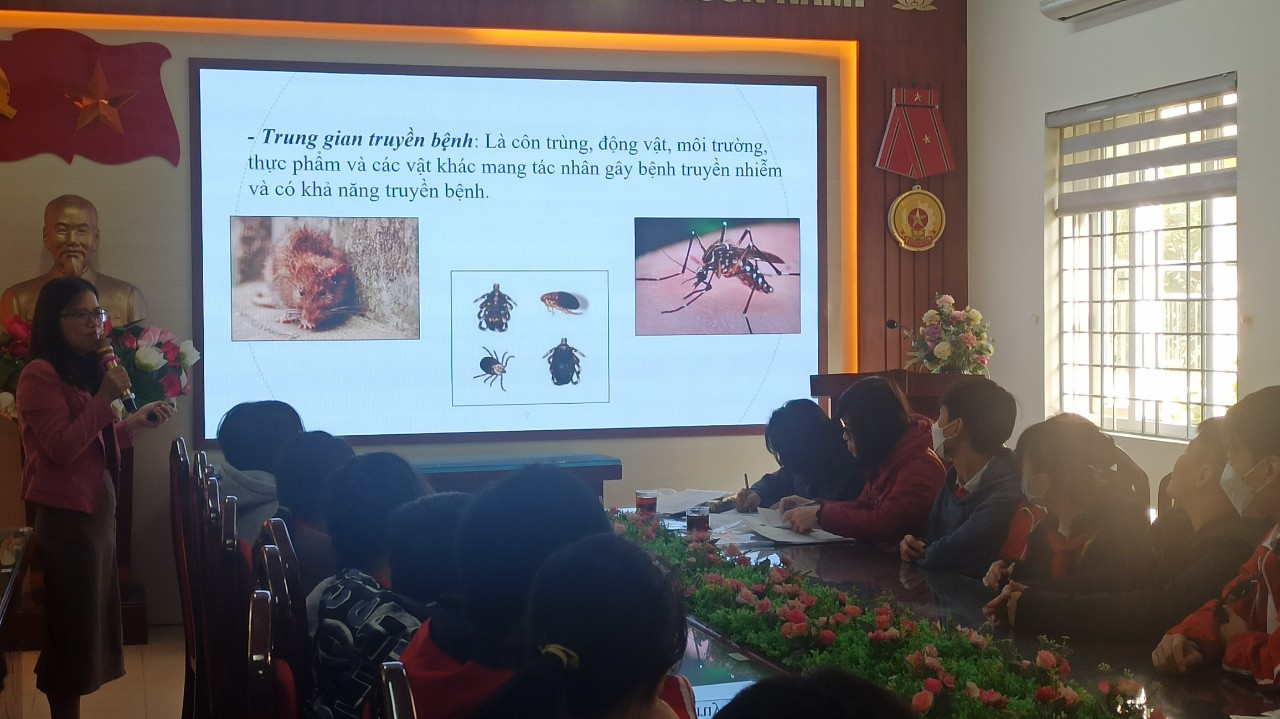 - Trung gian truyền bệnh: Là côn trùng, động vật, môi trường,
thực phẩm và các vật khác mang tác nhân gây bệnh truyền nhiễm
và có khả năng truyền bệnh.